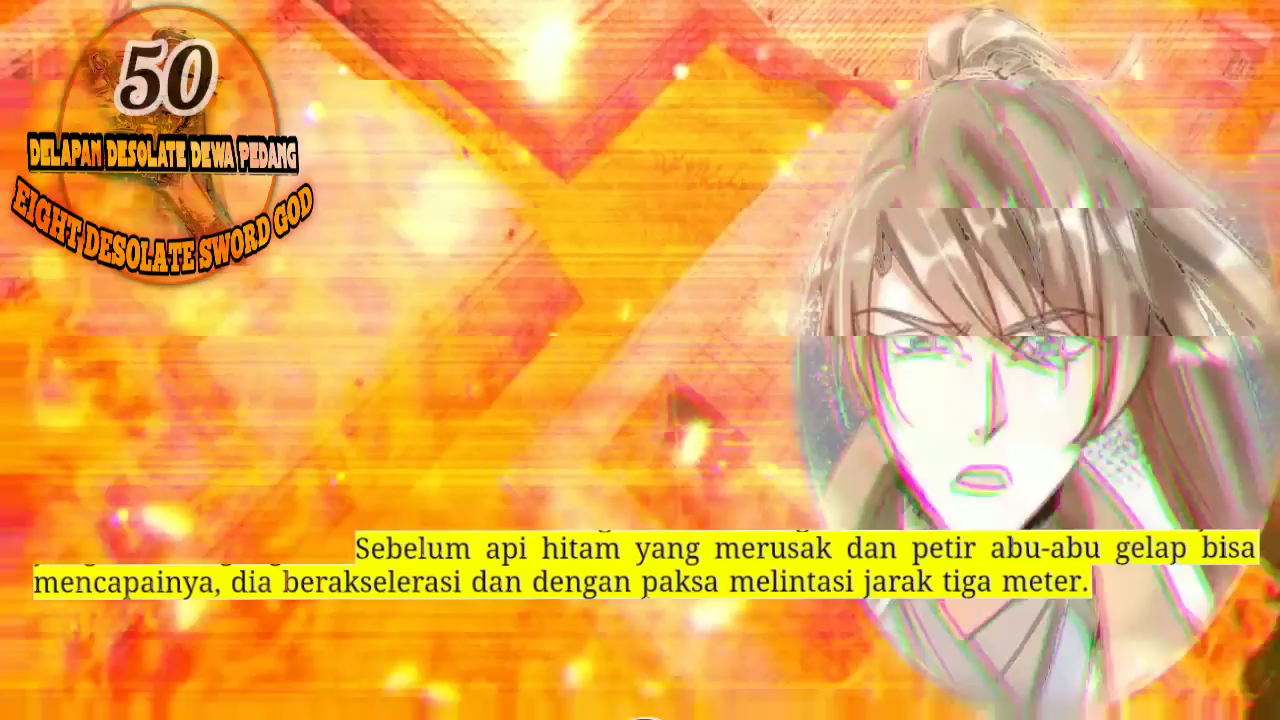 50
DELAPAN DESOLATE DEWA PEDANG
EIGHT DESOLATE SWORD GOD
Sebelum api hitam yang merusak dan petir abu-abu gelap bisa
mencapainya, dia berakselerasi dan dengan paksa melintasi jarak tiga meter.